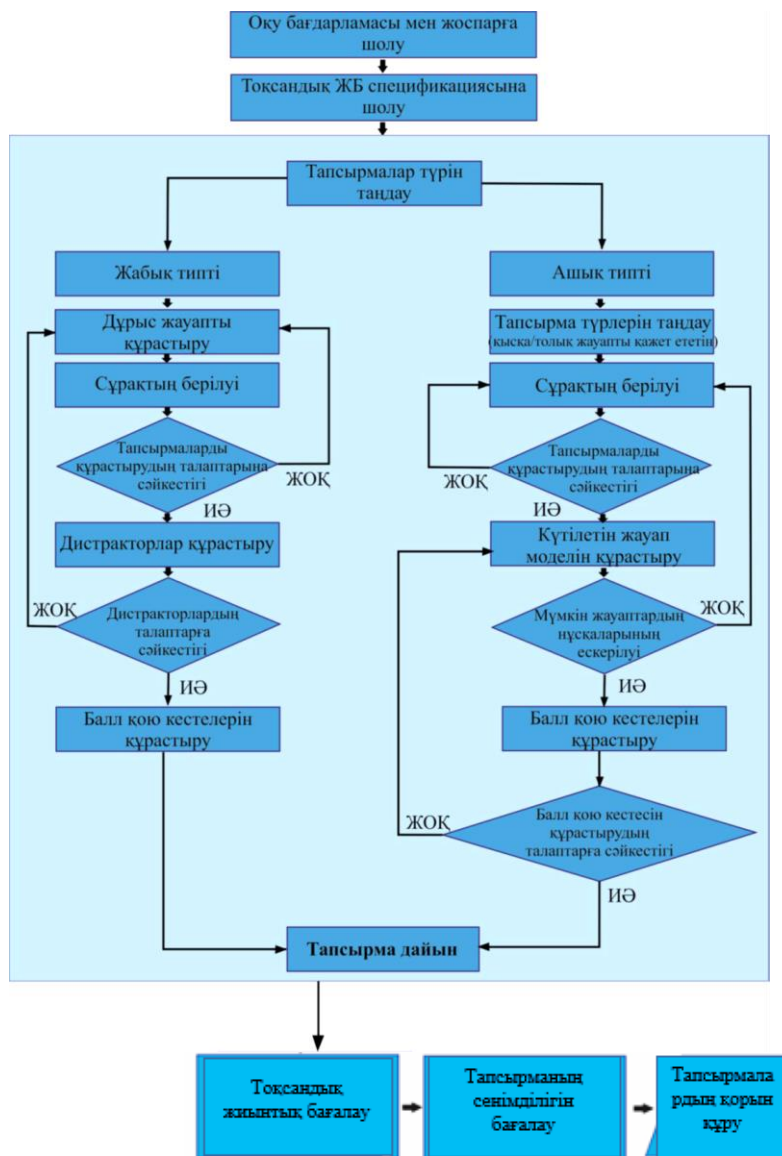 Оқу бағдарламасы мен жоспарға
шолу
Тоқсандық ЖБ спецификациясына
шолу
Тапсырмалар түрін
таңдау
Жабық типті
Дұрыс жауапты
құрастыру
Сұрақтың берілуі
Тапсырмаларды
құрастырудың талаптарына
сәйкестігі
ЖОҚ
ИӘ
Дистракторлар құрастыру
ЖОҚ
Дистракторлардың
талаптарға
сәйкестігі
ИӘ
Балл қою кестелерін
құрастыру
Ашық типті
Тапсырма түрлерін таңдау
(қысқа/толық жауапты қажет ететін)
Сұрақтың берілуі
Тапсырмаларды
құрастырудың талаптарына
сәйкестігі
ЖОҚ
ИӘ
Күтілетін жауап
моделін құрастыру
Мүмкін жауаптардың
нұсқаларының
ескерілуі
ЖОҚ
ИӘ
Балл қою кестелерін
құрастыру
ЖОҚ
Балл қою кестесін
құрастырудың
талаптарға сәйкестігі
ИӘ
Тапсырма дайын
Тоқсандық
жиынтық бағалау
Тапсырманың
сенімділігін
бағалау
Тапсырмала
рдың қорын
құру